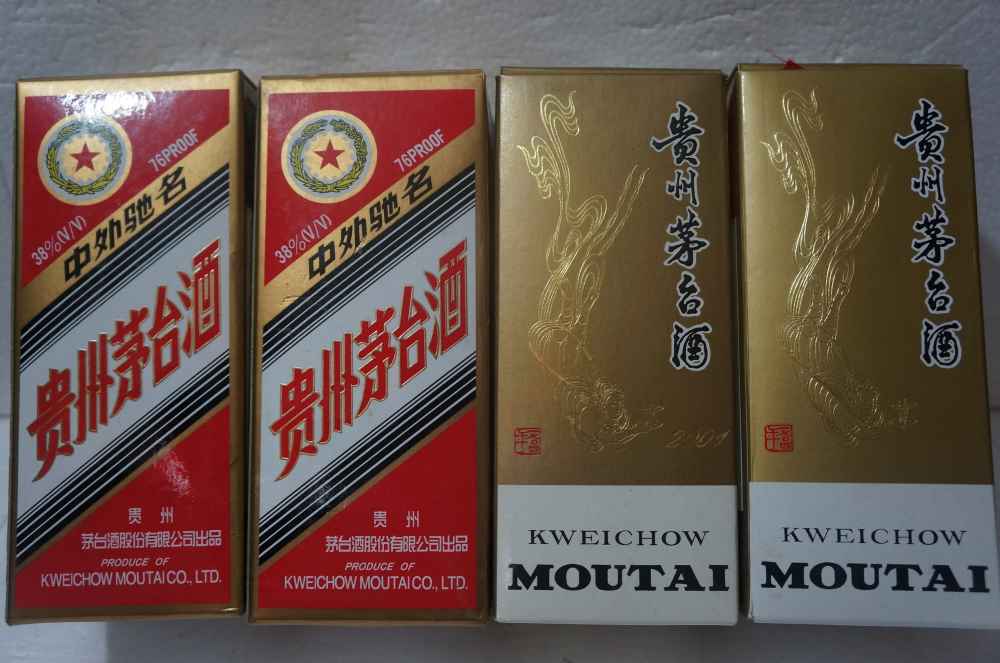 76PROOF
38%(V/V)
中外驰名
贵州茅台酒
贵 州
茅台酒股份有限公司出品
PRODUCE OF
KWEICHOW MOUTAI CO., LTD.
76PROOF
38%(V/V)
中外驰名
贵州茅台酒
贵 州
茅台酒股份有限公司出品
PRODUCE OF
KWEICHOW MOUTAI CO., LTD.
貴州茅台酒
KWEICHOW
MOUTAI
貴州茅台酒
KWEICHOW
MOUTAI